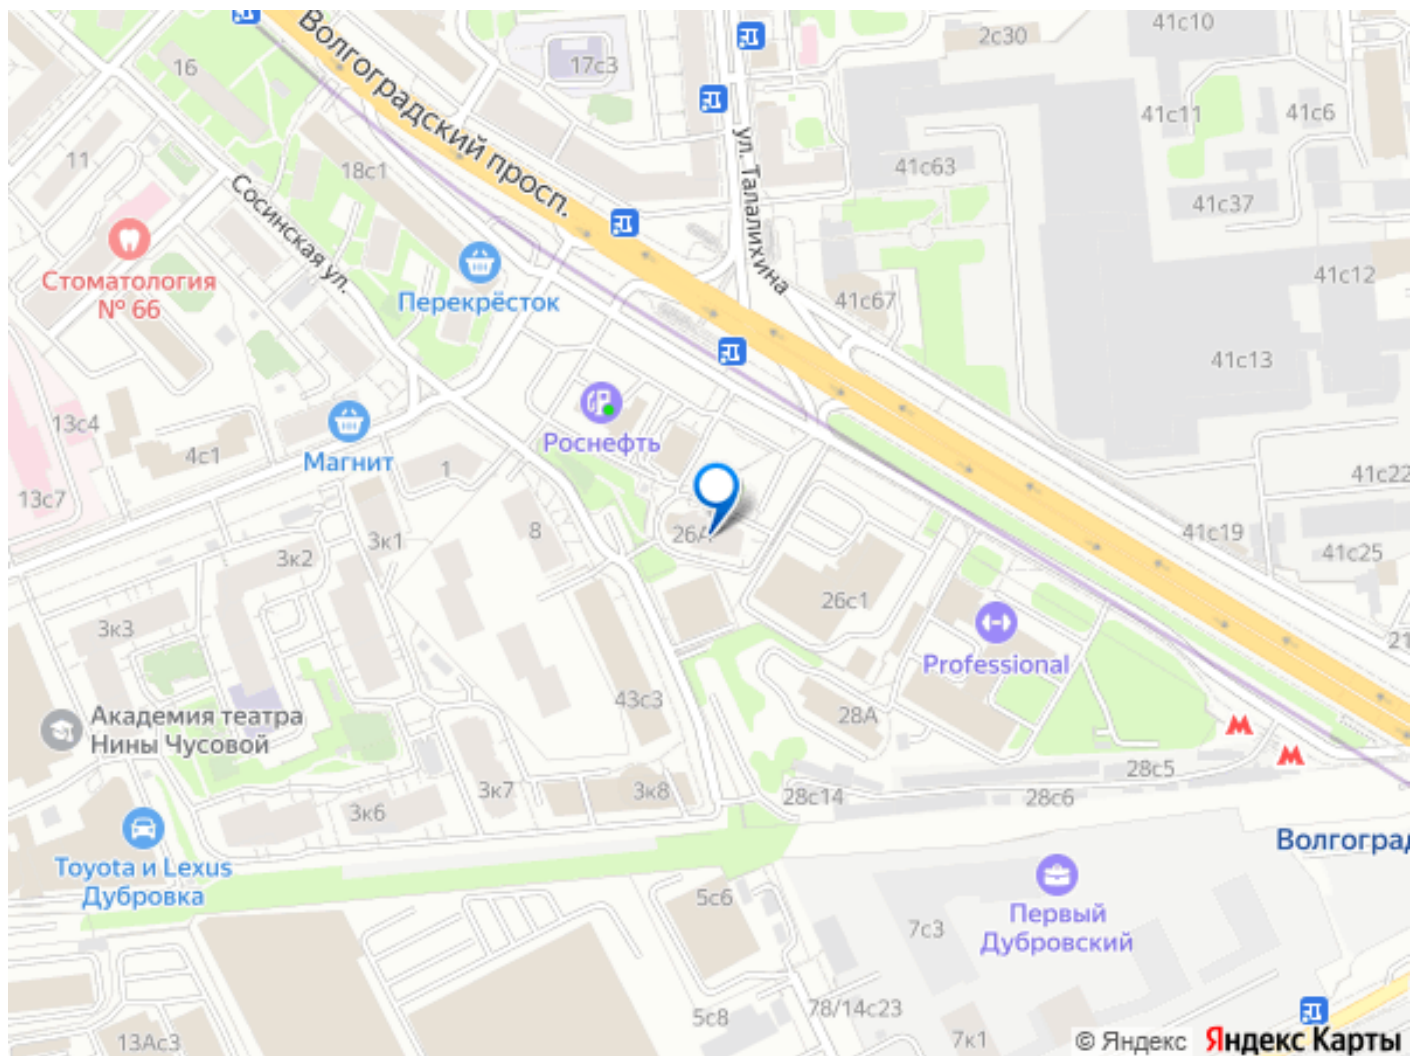 41с10
2с30
Волгоградский просп.
17с3
16
41с11
41с6
ул. Талалихина
11
18с1
41с63
Сосинская ул.
41с37
Стоматология
№ 66
Перекрёсток
41с12
41с67
41с13
13с4
Роснефть
4с1
Магнит
1
41с22
13с7
8
26А
41с19
3к1
3к2
41с25
26с1
3к3
21
Professional
43с3
28А
Академия театра
Нины Чусовой
28с5
3к7
3к8
28с14
28с6
3к6
Волгоград
Toyota и Lexus
Дубровка
5с6
Первый
Дубровский
7с3
78/14с23
5с8
13Ас3
7к1
© Яндекс Яндекс Карты